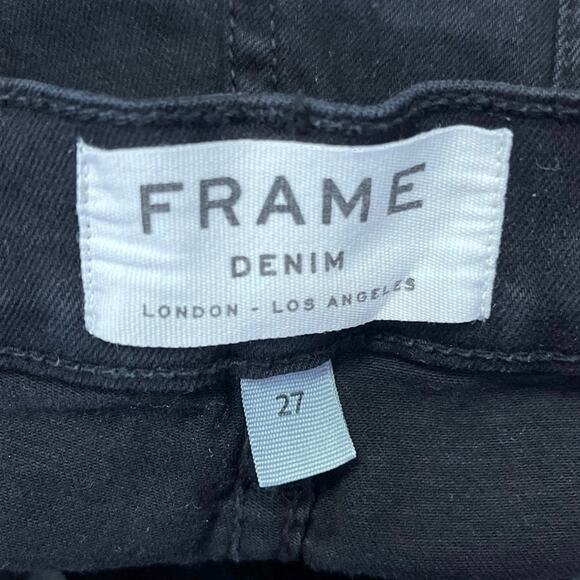 FRAME
DENIM
LONDON - LOS ANGELES
27